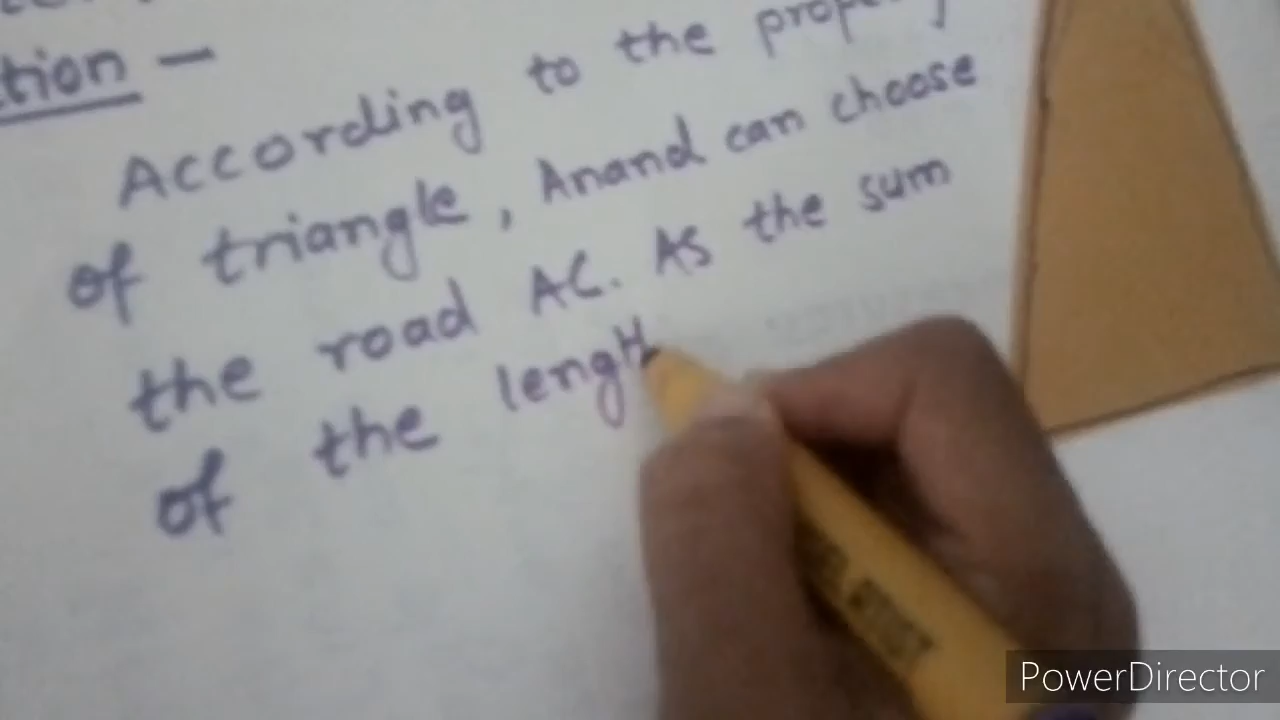 tion –
According to the property
of triangle, Anand can choose
the road AC. As the sum
of the length
PowerDirector